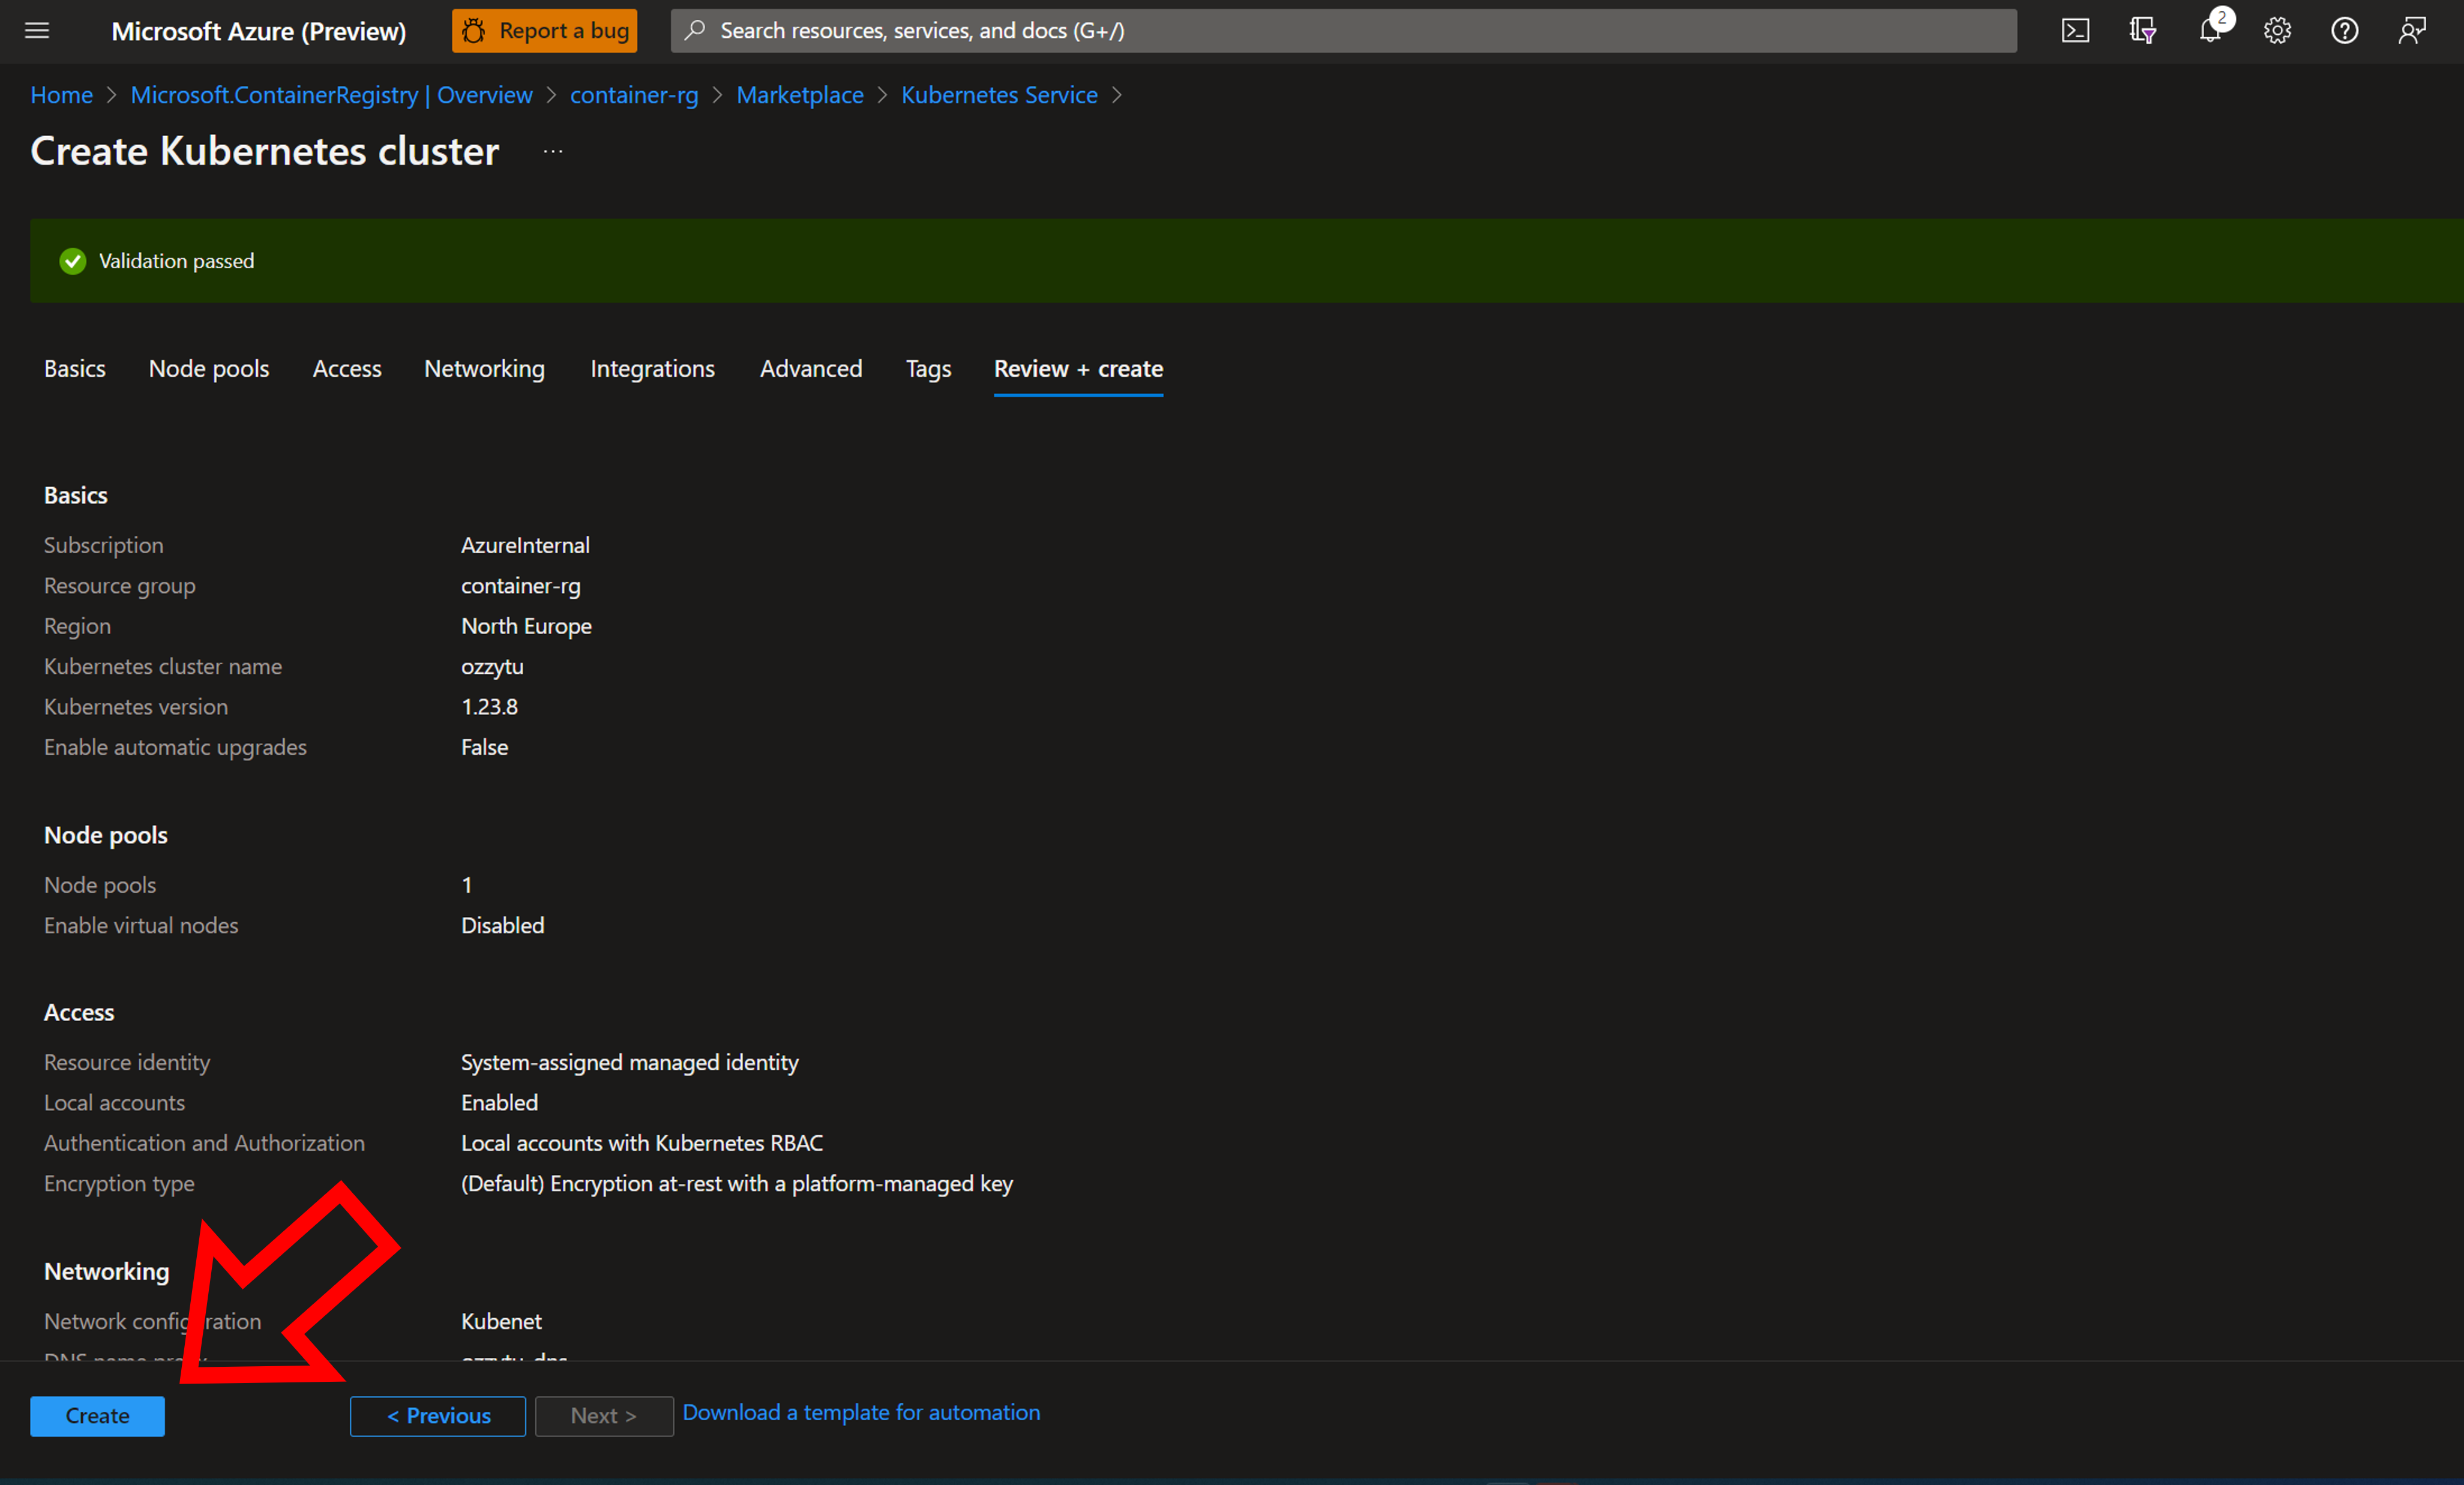 Microsoft Azure (Preview)
Report a bug
Search resources, services, and docs (G+/)
2
Home > Microsoft.ContainerRegistry | Overview > container-rg > Marketplace > Kubernetes Service >
Create Kubernetes cluster ...
Validation passed
Basics Node pools Access Networking Integrations Advanced Tags Review + create
Basics
Subscription AzureInternal
Resource group container-rg
Region North Europe
Kubernetes cluster name ozzytu
Kubernetes version 1.23.8
Enable automatic upgrades False
Node pools
Node pools 1
Enable virtual nodes Disabled
Access
Resource identity System-assigned managed identity
Local accounts Enabled
Authentication and Authorization Local accounts with Kubernetes RBAC
Encryption type (Default) Encryption at-rest with a platform-managed key
Networking
Network configuration Kubenet
DNS name ozzytu-dns
Create < Previous Next > Download a template for automation